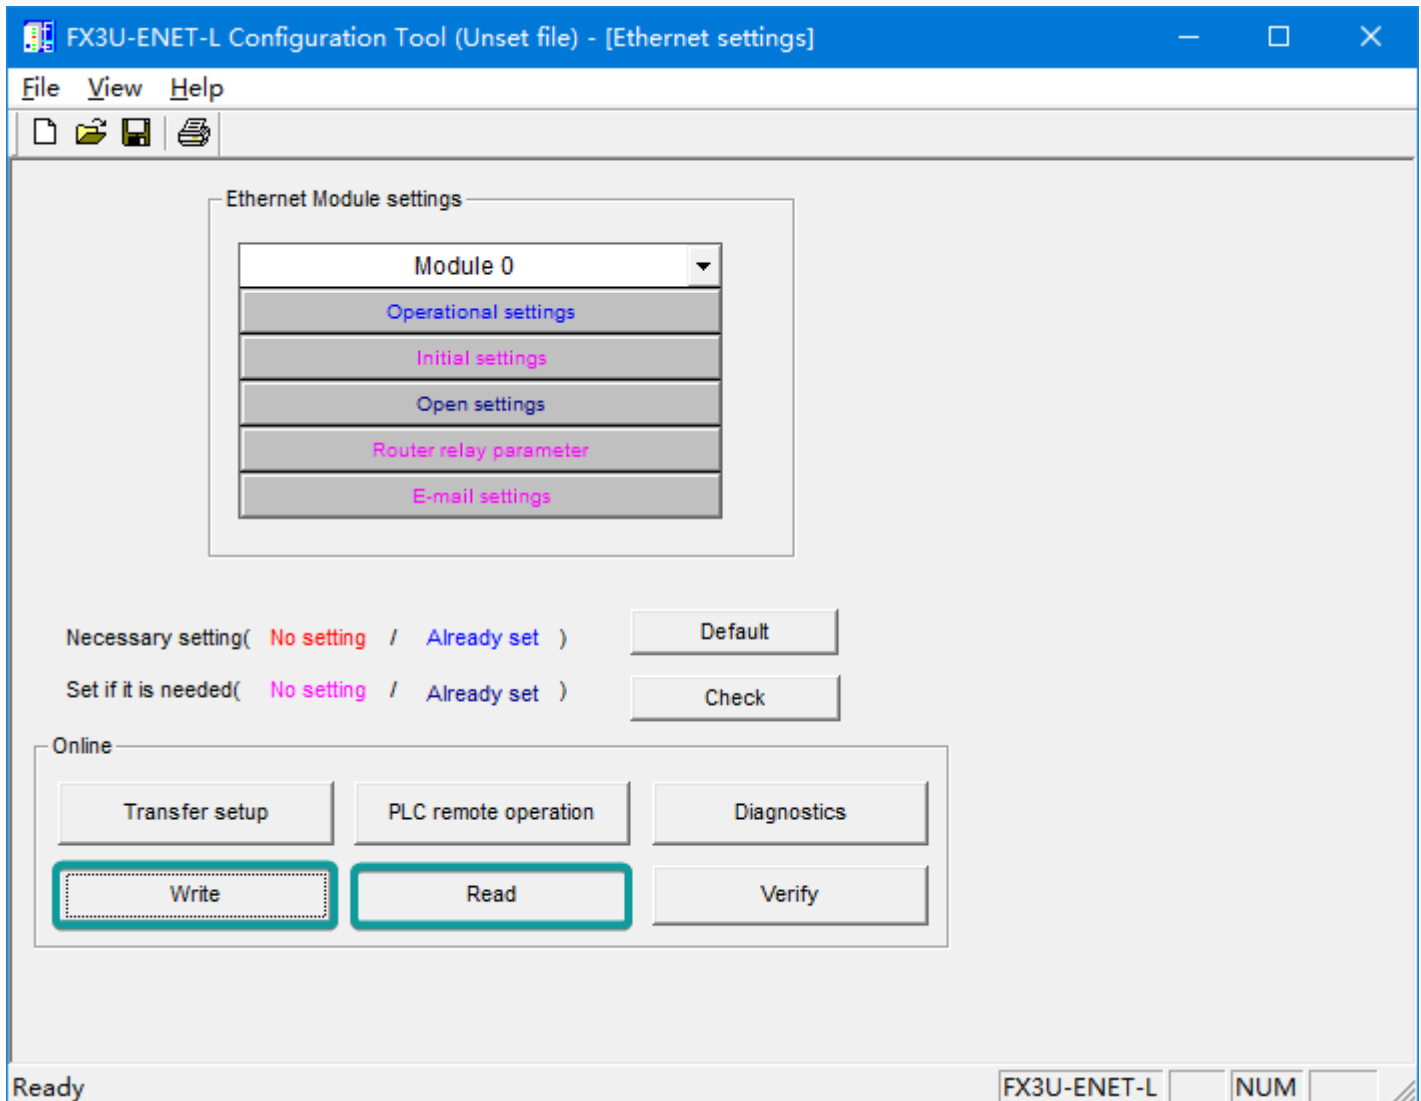 FX3U-ENET-L Configuration Tool (Unset file) - [Ethernet settings]
File View Help
Ethernet Module settings
Module 0
Operational settings
Initial settings
Open settings
Router relay parameter
E-mail settings
Necessary setting( No setting / Already set )
Default
Set if it is needed( No setting / Already set )
Check
Online
Transfer setup PLC remote operation Diagnostics
Write Read Verify
Ready FX3U-ENET-L NUM